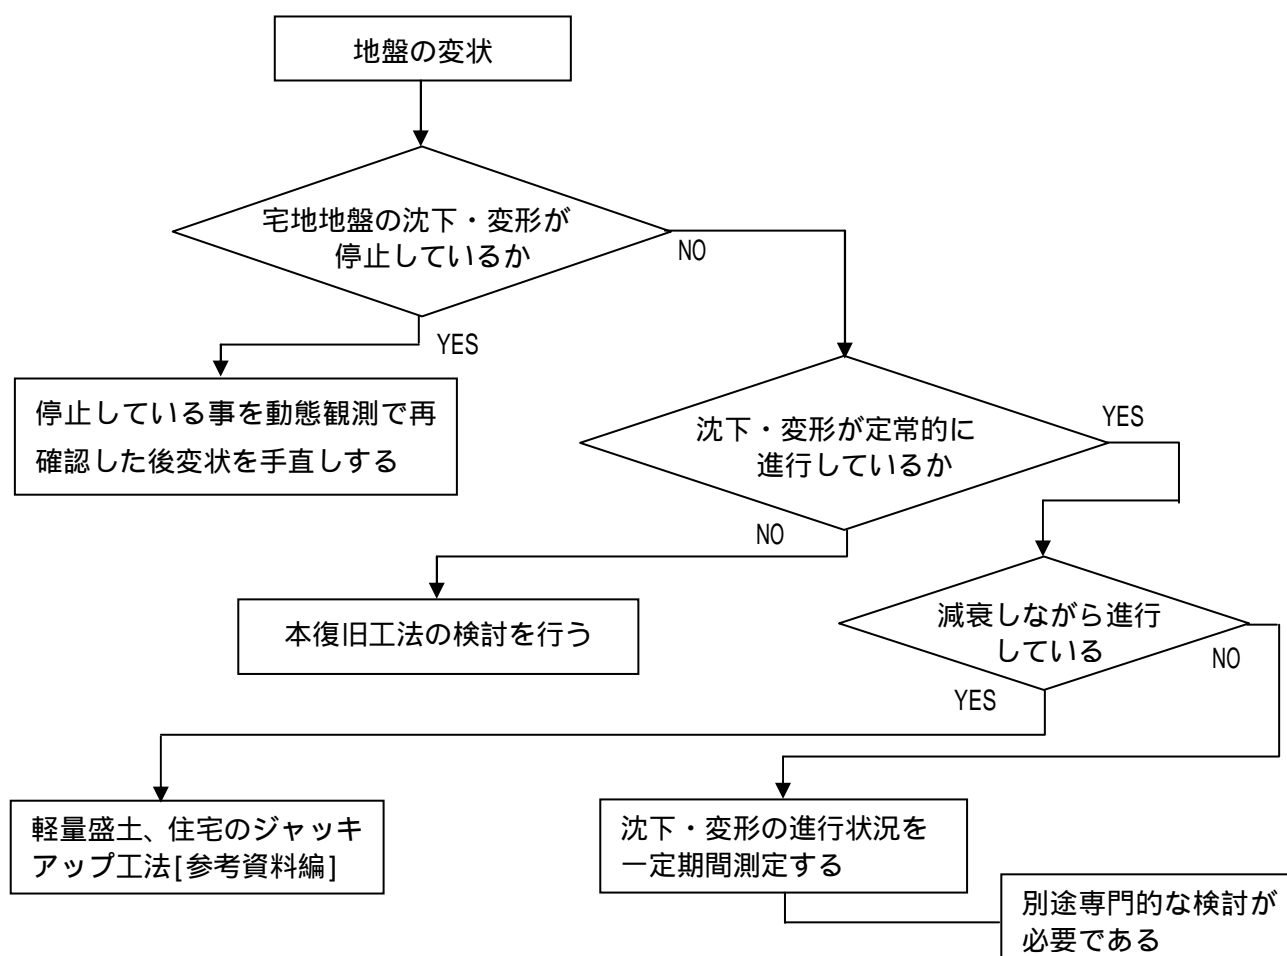 地盤の変状
宅地地盤の沈下・変形が
停止しているか
NO
YES
停止している事を動態観測で再
確認した後変状を手直しする
沈下・変形が定常的に
進行しているか
YES
NO
本復旧工法の検討を行う
減衰しながら進行
している
NO
YES
軽量盛土、住宅のジャッキ
アップ工法[参考資料編]
沈下・変形の進行状況を
一定期間測定する
別途専門的な検討が
必要である